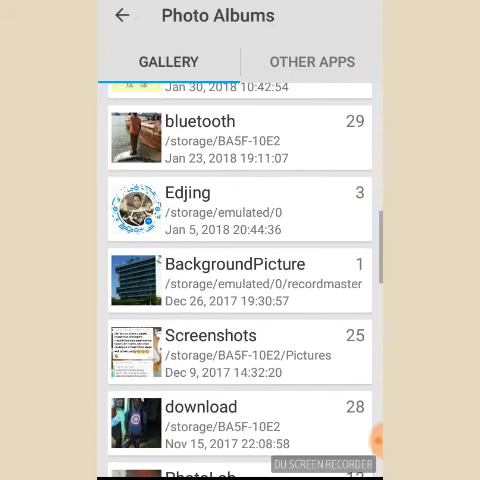 Photo Albums
GALLERY
OTHER APPS
Jan 30, 2018 10:42:54
bluetooth 29
/storage/BA5F-10E2
Jan 23, 2018 19:11:07
Edjing 3
/storage/emulated/0
Jan 5, 2018 20:44:36
BackgroundPicture 1
/storage/emulated/0/recordmaster
Dec 26, 2017 19:30:57
Screenshots 25
/storage/BA5F-10E2/Pictures
Dec 9, 2017 14:32:20
download 28
/storage/BA5F-10E2
Nov 15, 2017 22:08:58
DU SCREEN RECORDER
PhotoLab 12